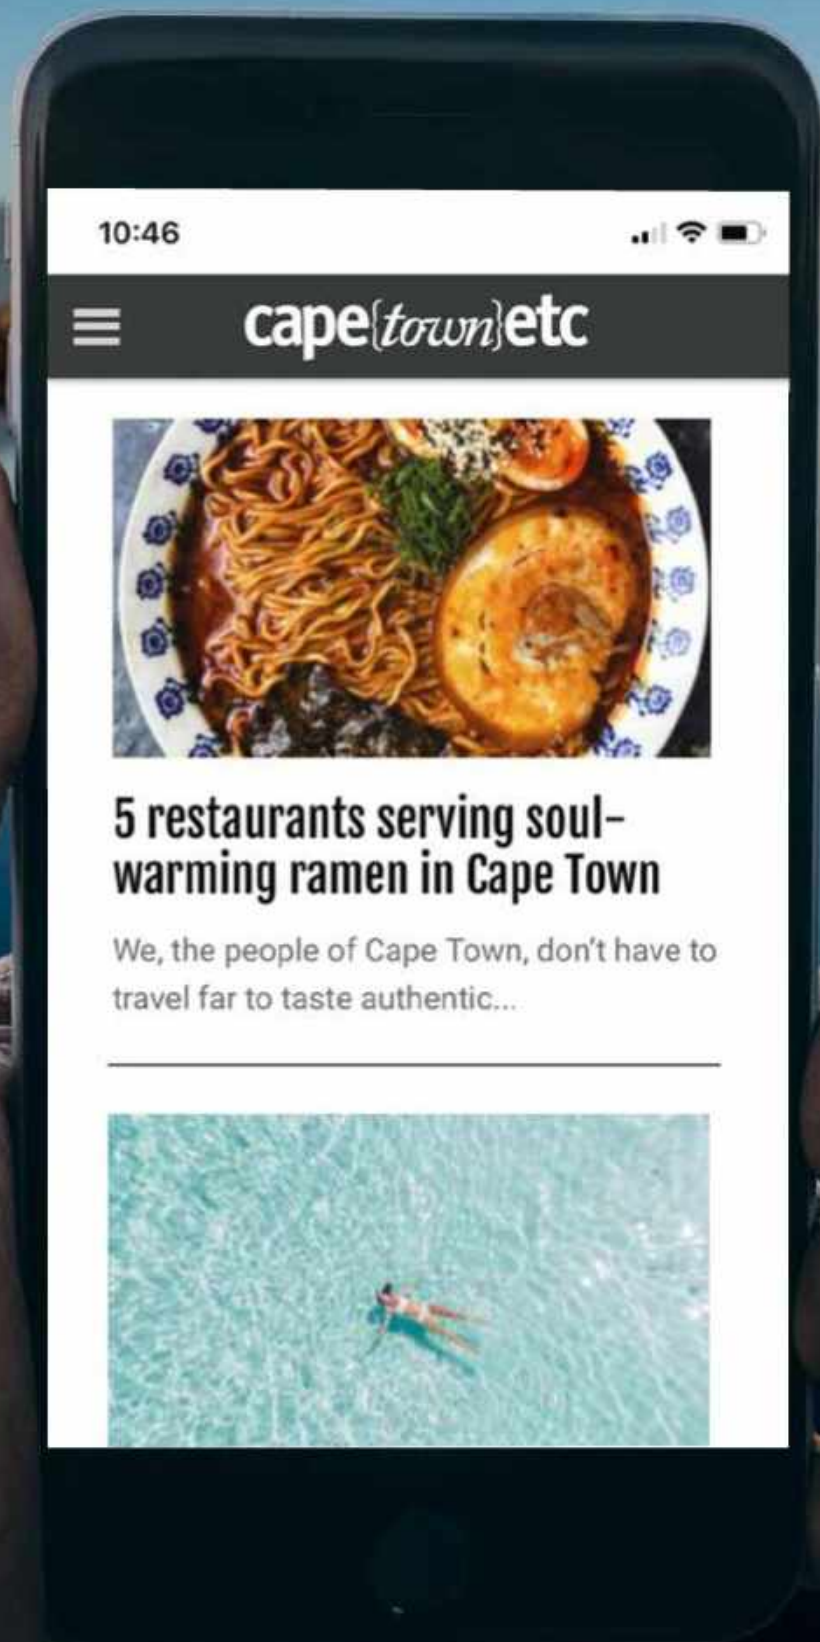 10:46
cape{town}etc
5 restaurants serving soul-
warming ramen in Cape Town
We, the people of Cape Town, don't have to
travel far to taste authentic...